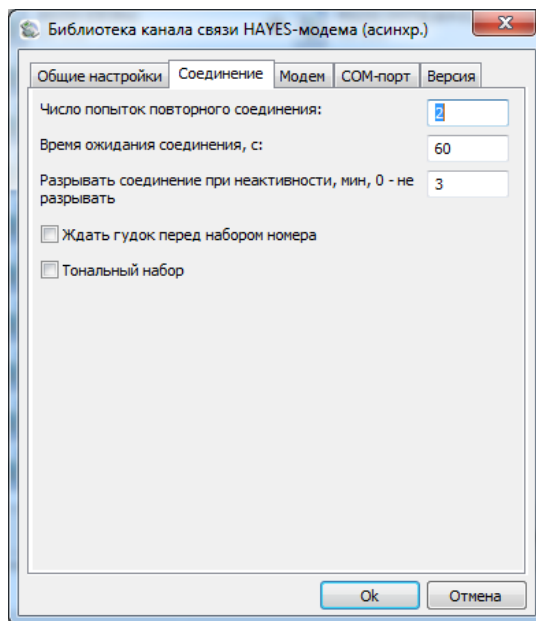 Библиотека канала связи HAYES-модема (асинхр.)
Общие настройки Соединение Модем COM-порт Версия
Число попыток повторного соединения: 2
Время ожидания соединения, с: 60
Разрывать соединение при неактивности, мин, 0 - не 3
разрывать
Ждать гудок перед набором номера
Тональный набор
Ok Отмена